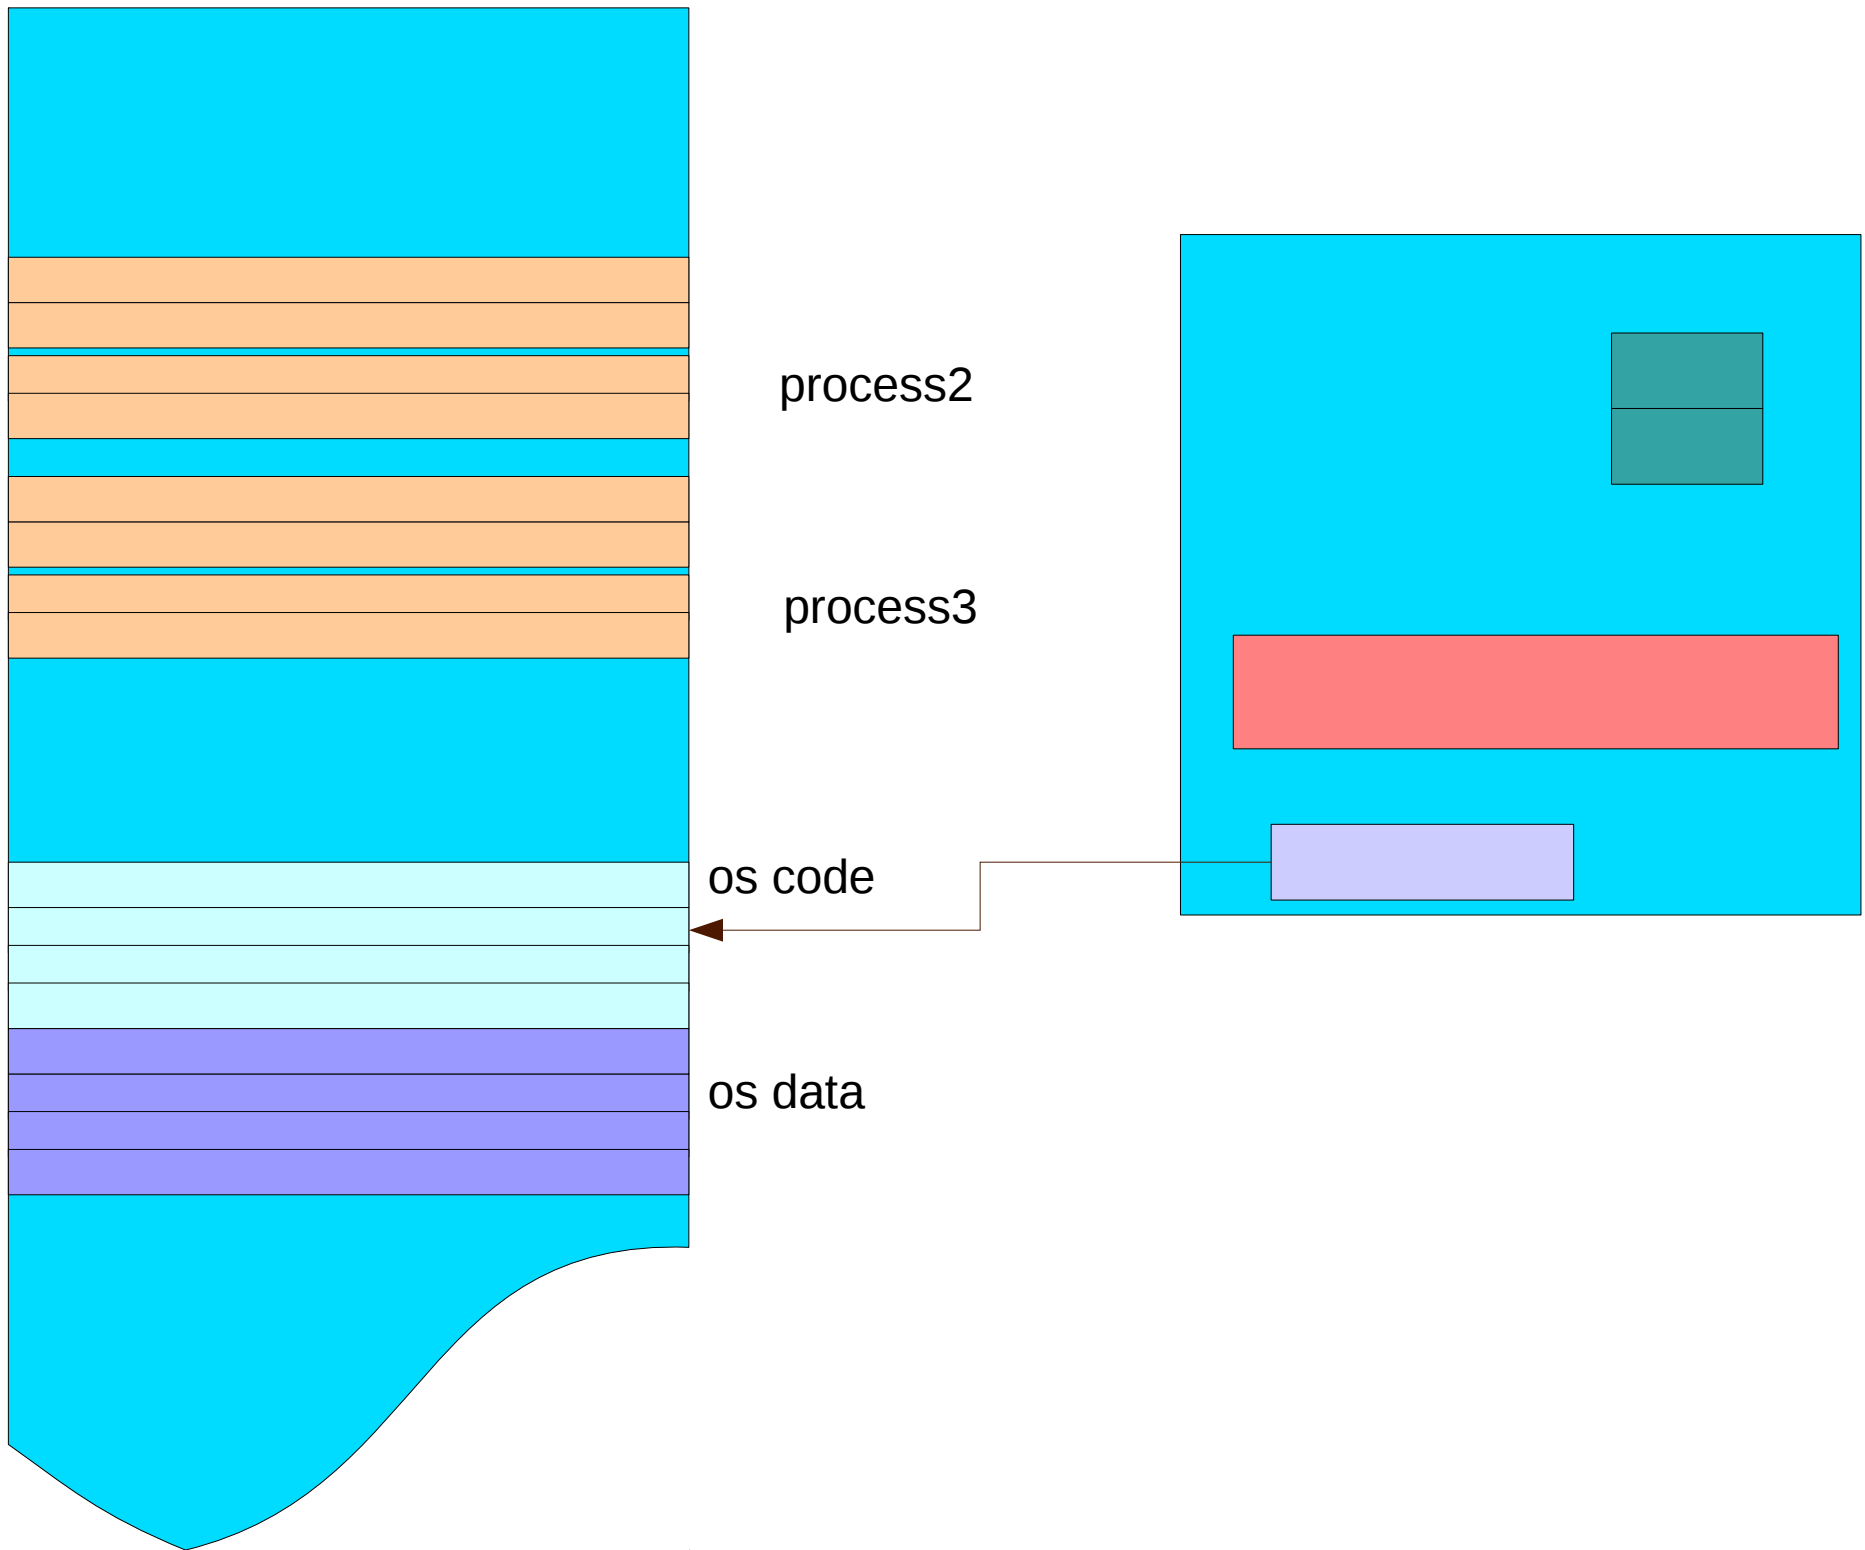 process2
process3
os code
os data